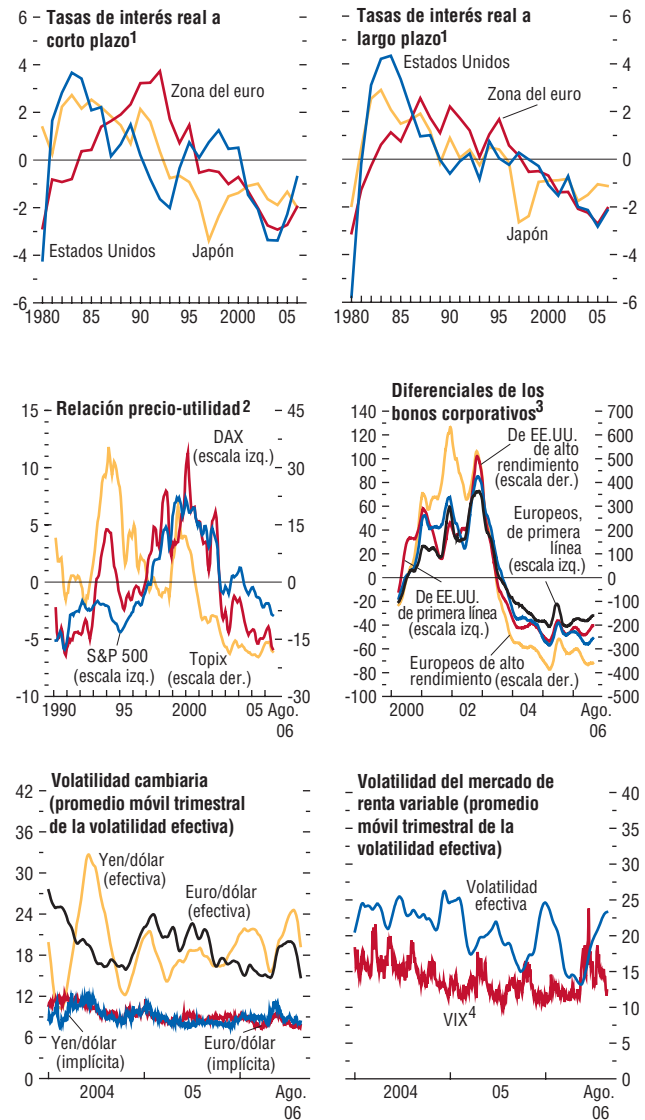 Tasas de interés real a
corto plazo1
6
4
2
0
-2
-4
-6
Zona del euro
Estados Unidos
Japón
1980
85
90
95
2000
05
Tasas de interés real a
largo plazo1
6
4
2
0
-2
-4
-6
Estados Unidos
Zona del euro
Japón
1980
85
90
95
2000
05
Relación precio-utilidad2
15
10
5
0
-5
-10
45
30
15
0
-15
-30
DAX
(escala izq.)
S&P 500
(escala izq.)
Topix
(escala der.)
1990
95
2000
05
Ago.
06
Diferenciales de los
bonos corporativos3
140
120
100
80
60
40
20
0
-20
-40
-60
-80
-100
700
600
500
400
300
200
100
0
-100
-200
-300
-400
-500
De EE.UU.
de alto
rendimiento
(escala der.)
Europeos,
de primera
línea
(escala izq.)
De EE.UU.
de primera línea
(escala izq.)
Europeos de alto
rendimiento (escala der.)
2000
02
04
Ago.
06
Volatilidad cambiaria
(promedio móvil trimestral
de la volatilidad efectiva)
42
36
30
24
18
12
6
0
Yen/dólar
(efectiva)
Euro/dólar
(efectiva)
Yen/dólar
(implícita)
Euro/dólar
(implícita)
2004
05
Ago.
06
Volatilidad del mercado de
renta variable (promedio
móvil trimestral de la
volatilidad efectiva)
40
35
30
25
20
15
10
5
0
Volatilidad
efectiva
VIX4
2004
05
Ago.
06